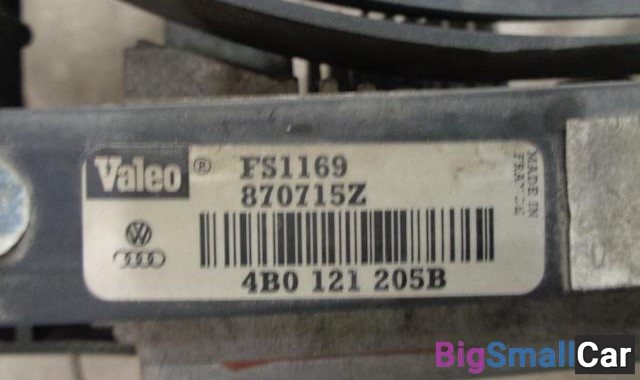 Valeo ® FS1169
870715Z
MADE IN
FRANCE
4B0 121 205B
BigSmallCar